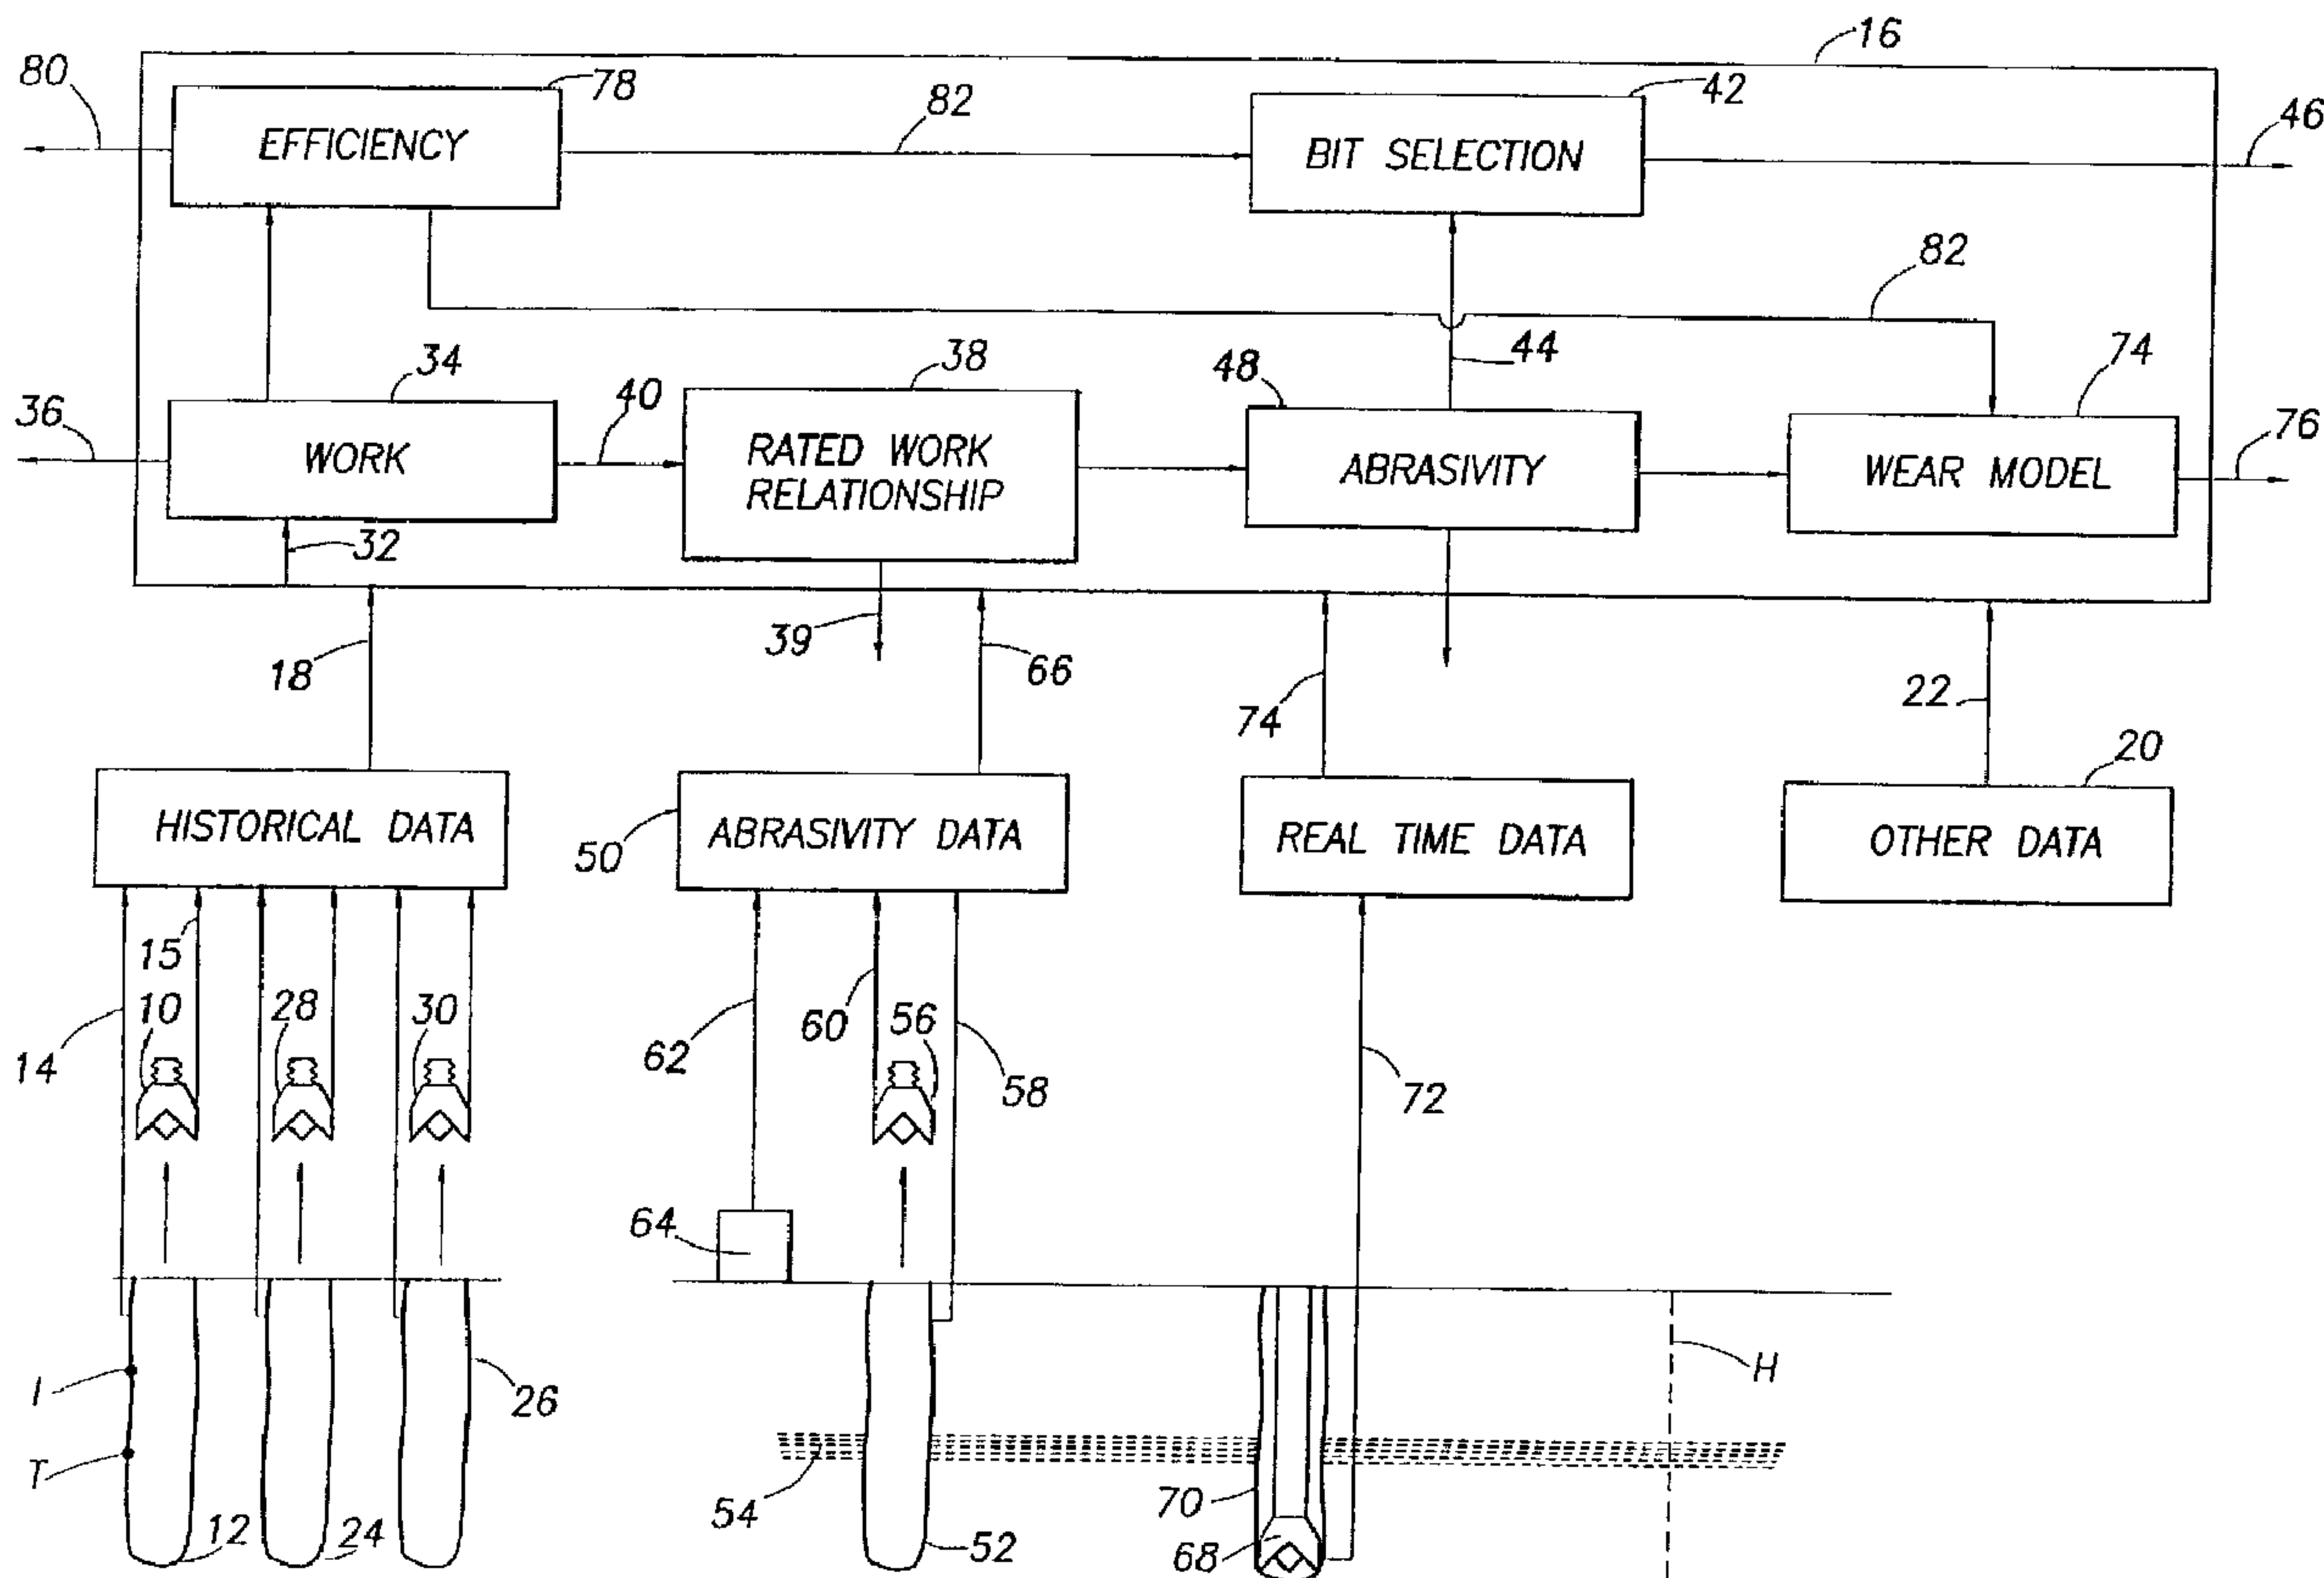 16
80
78
82
42
46
EFFICIENCY
BIT SELECTION
82
34
38
44
48
74
36
40
76
WORK
RATED WORK
RELATIONSHIP
ABRASIVITY
WEAR MODEL
32
39
18
66
74
22
20
HISTORICAL DATA
50
ABRASIVITY DATA
REAL TIME DATA
OTHER DATA
15
10
28
30
60
56
14
62
58
72
64
I
26
H
T
54
70
12
24
52
68